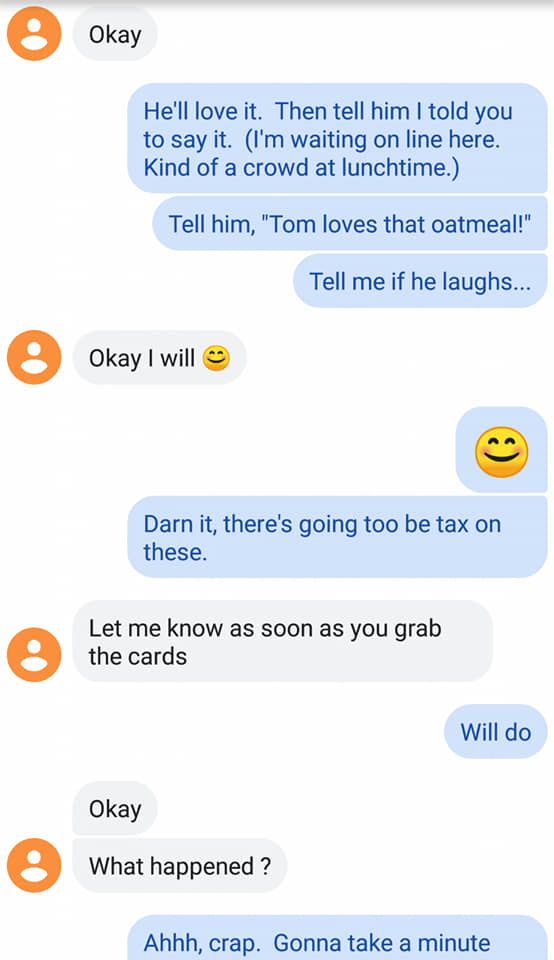 Okay
He'll love it.  Then tell him I told you
to say it.  (I'm waiting on line here.
Kind of a crowd at lunchtime.)
Tell him, "Tom loves that oatmeal!"
Tell me if he laughs...
Okay I will 😊
😊
Darn it, there's going too be tax on
these.
Let me know as soon as you grab
the cards
Will do
Okay
What happened ?
Ahhh, crap.  Gonna take a minute